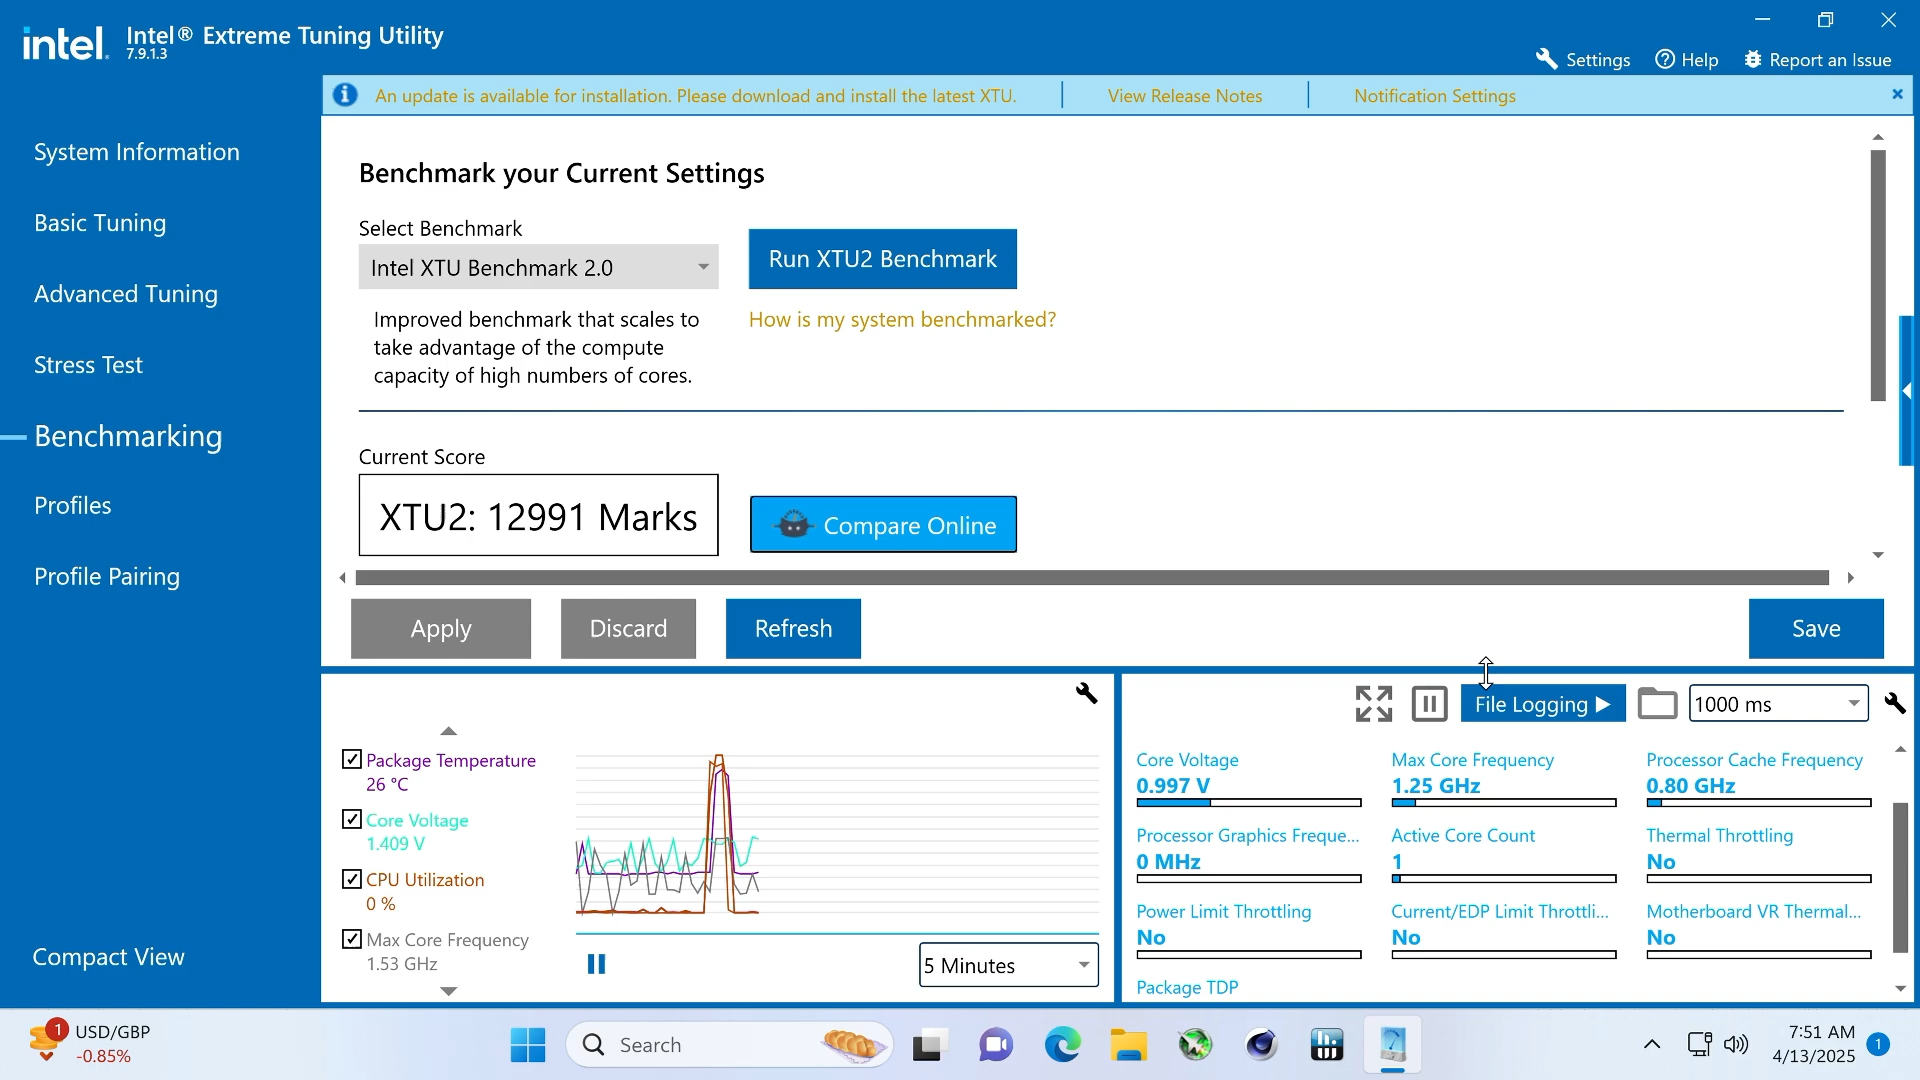 intel. Intel® Extreme Tuning Utility
7.9.1.3
Settings Help Report an Issue
An update is available for installation. Please download and install the latest XTU. View Release Notes Notification Settings
System Information
Basic Tuning
Advanced Tuning
Stress Test
Benchmarking
Profiles
Profile Pairing
Compact View
Benchmark your Current Settings
Select Benchmark
Intel XTU Benchmark 2.0
Run XTU2 Benchmark
Improved benchmark that scales to
take advantage of the compute
capacity of high numbers of cores.
How is my system benchmarked?
Current Score
XTU2: 12991 Marks
Compare Online
Apply Discard Refresh Save
Package Temperature
26 °C
Core Voltage
1.409 V
CPU Utilization
0 %
Max Core Frequency
1.53 GHz
5 Minutes
File Logging 1000 ms
Core Voltage Max Core Frequency Processor Cache Frequency
0.997 V 1.25 GHz 0.80 GHz
Processor Graphics Freque... Active Core Count Thermal Throttling
0 MHz 1 No
Power Limit Throttling Current/EDP Limit Throttli... Motherboard VR Thermal...
No No No
Package TDP
1 USD/GBP
-0.85%
Search
7:51 AM
4/13/2025
1